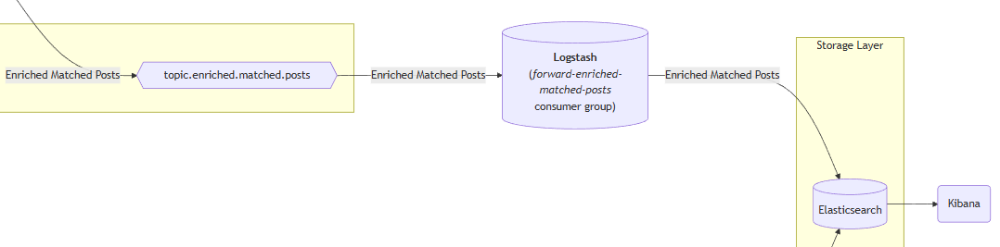 Storage Layer
Enriched Matched Posts
topic.enriched.matched.posts
Enriched Matched Posts
Logstash
(forward-enriched-
matched-posts
consumer group)
Enriched Matched Posts
Elasticsearch
Kibana